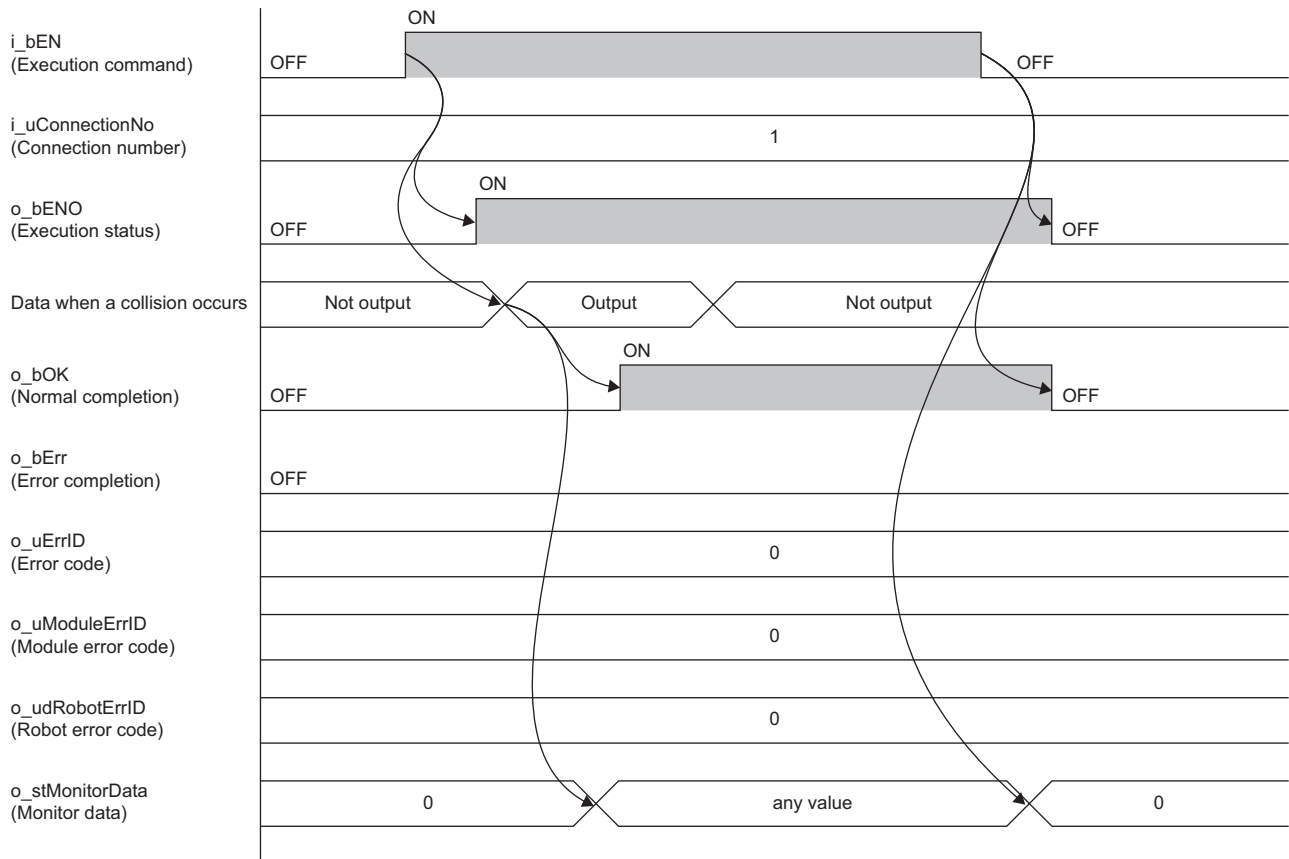 ON
i_bEN
(Execution command)
OFF
OFF
i_uConnectionNo
(Connection number)
1
ON
o_bENO
(Execution status)
OFF
OFF
Data when a collision occurs
Not output
Output
Not output
ON
o_bOK
(Normal completion)
OFF
OFF
o_bErr
(Error completion)
OFF
o_uErrID
(Error code)
0
o_uModuleErrID
(Module error code)
0
o_udRobotErrID
(Robot error code)
0
o_stMonitorData
(Monitor data)
0
any value
0